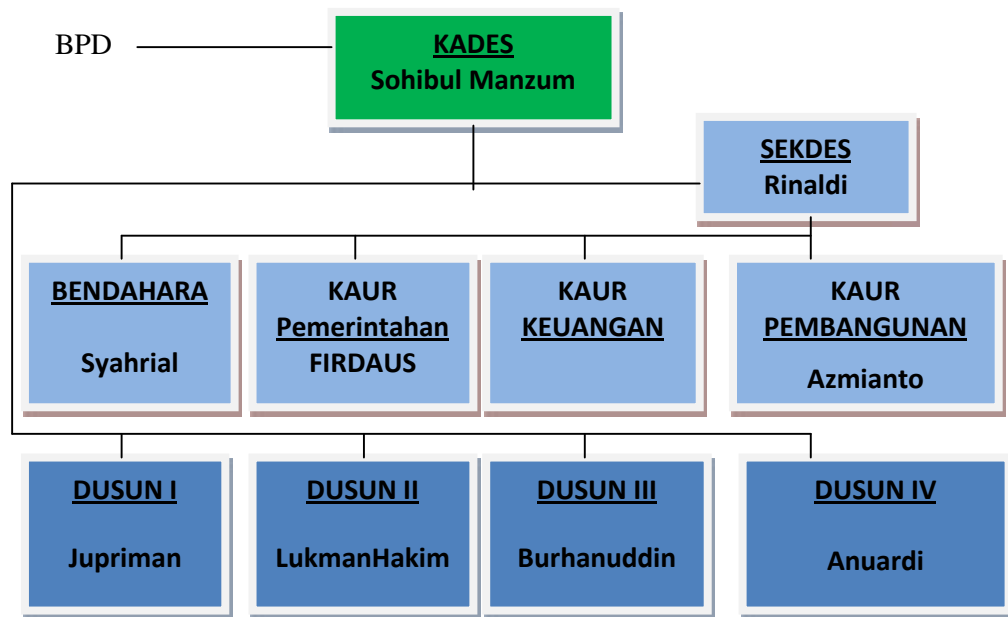 BPD
KADES
Sohibul Manzum
SEKDES
Rinaldi
BENDAHARA
Syahrial
KAUR
Pemerintahan
FIRDAUS
KAUR
KEUANGAN
KAUR
PEMBANGUNAN
Azmianto
DUSUN I
Jupriman
DUSUN II
LukmanHakim
DUSUN III
Burhanuddin
DUSUN IV
Anuardi